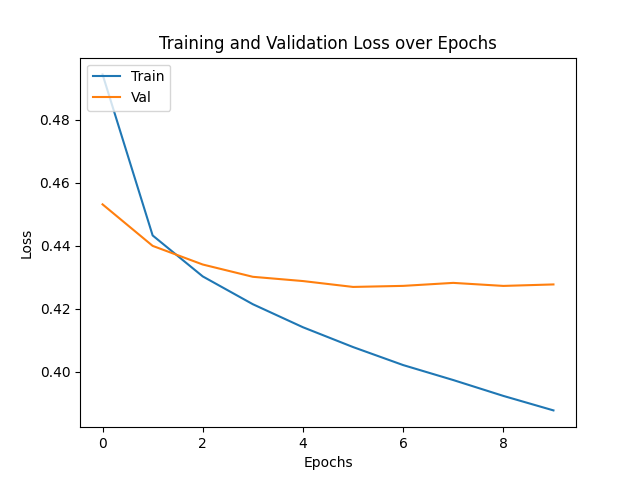 Training and Validation Loss over Epochs
Train
Val
0.48
0.46
0.44
0.42
0.40
Loss
0
2
4
6
8
Epochs